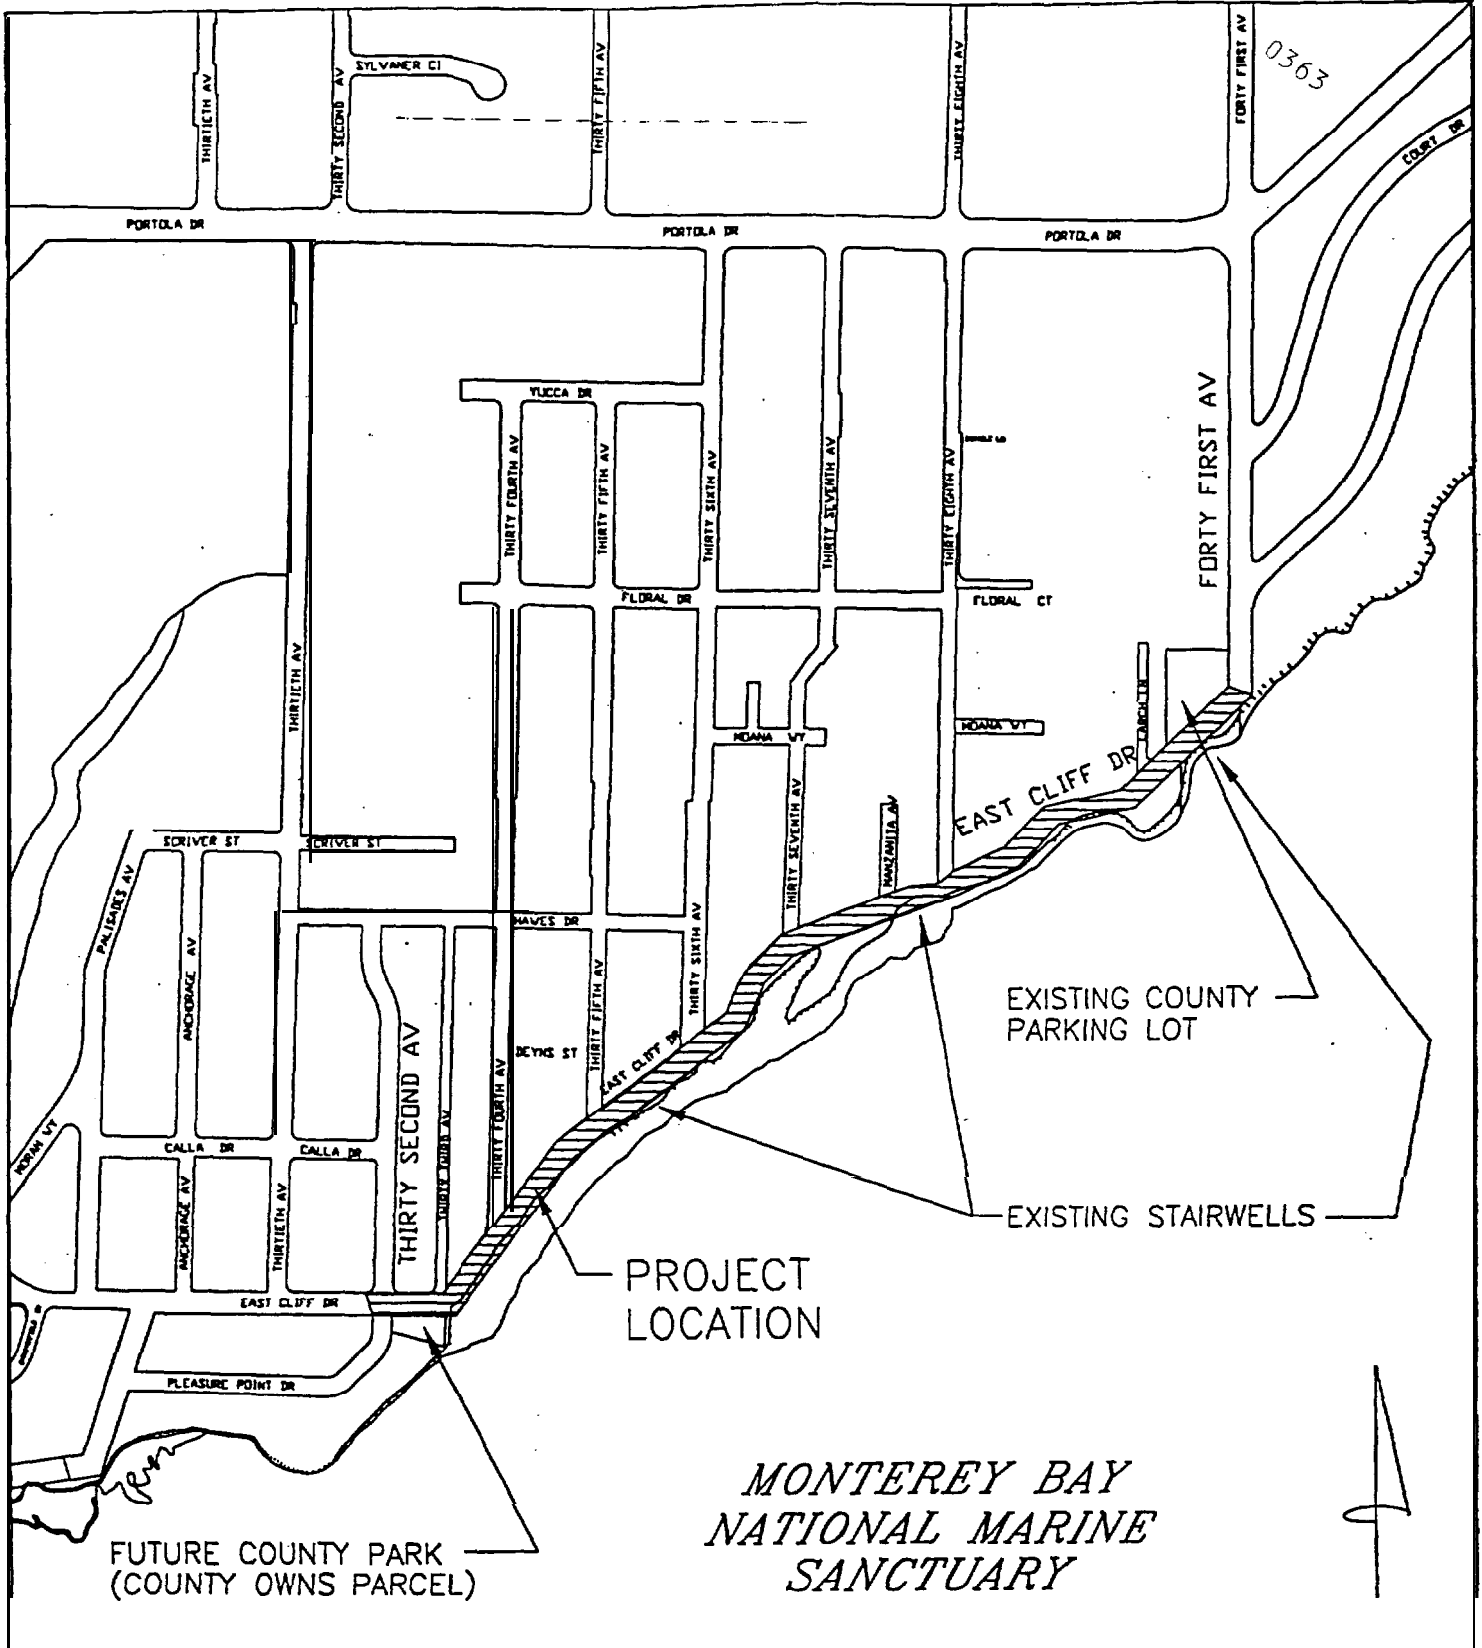 0363
SYLVANER CI
THIRTIETH AV
THIRTY SECOND AV
THIRTY FIFTH AV
THIRTY EIGHTH AV
FORTY FIRST AV
COURT DR
PORTOLA DR
PORTOLA DR
PORTOLA DR
YUCCA DR
THIRTY FOURTH AV
THIRTY FIFTH AV
THIRTY SIXTH AV
THIRTY SEVENTH AV
THIRTY EIGHTH AV
FORTY FIRST AV
FLORAL DR
FLORAL CT
THIRTIETH AV
MOANA WY
MOANA WY
LARCH LN
EAST CLIFF DR
SCRIVER ST
SCRIVER ST
THIRTY SEVENTH AV
MANZANITA AV
PALISADES AV
HAWES DR
ANCHORAGE AV
THIRTY SIXTH AV
THIRTY FIFTH AV
EXISTING COUNTY
PARKING LOT
THIRTY SECOND AV
DEYNS ST
EAST CLIFF DR
THIRTY FOURTH AV
THIRTY THIRD AV
MORAN WY
CALLA DR
CALLA DR
ANCHORAGE AV
THIRTIETH AV
EXISTING STAIRWELLS
PROJECT
LOCATION
EAST CLIFF DR
PLEASURE POINT DR
MONTEREY BAY
NATIONAL MARINE
SANCTUARY
FUTURE COUNTY PARK
(COUNTY OWNS PARCEL)